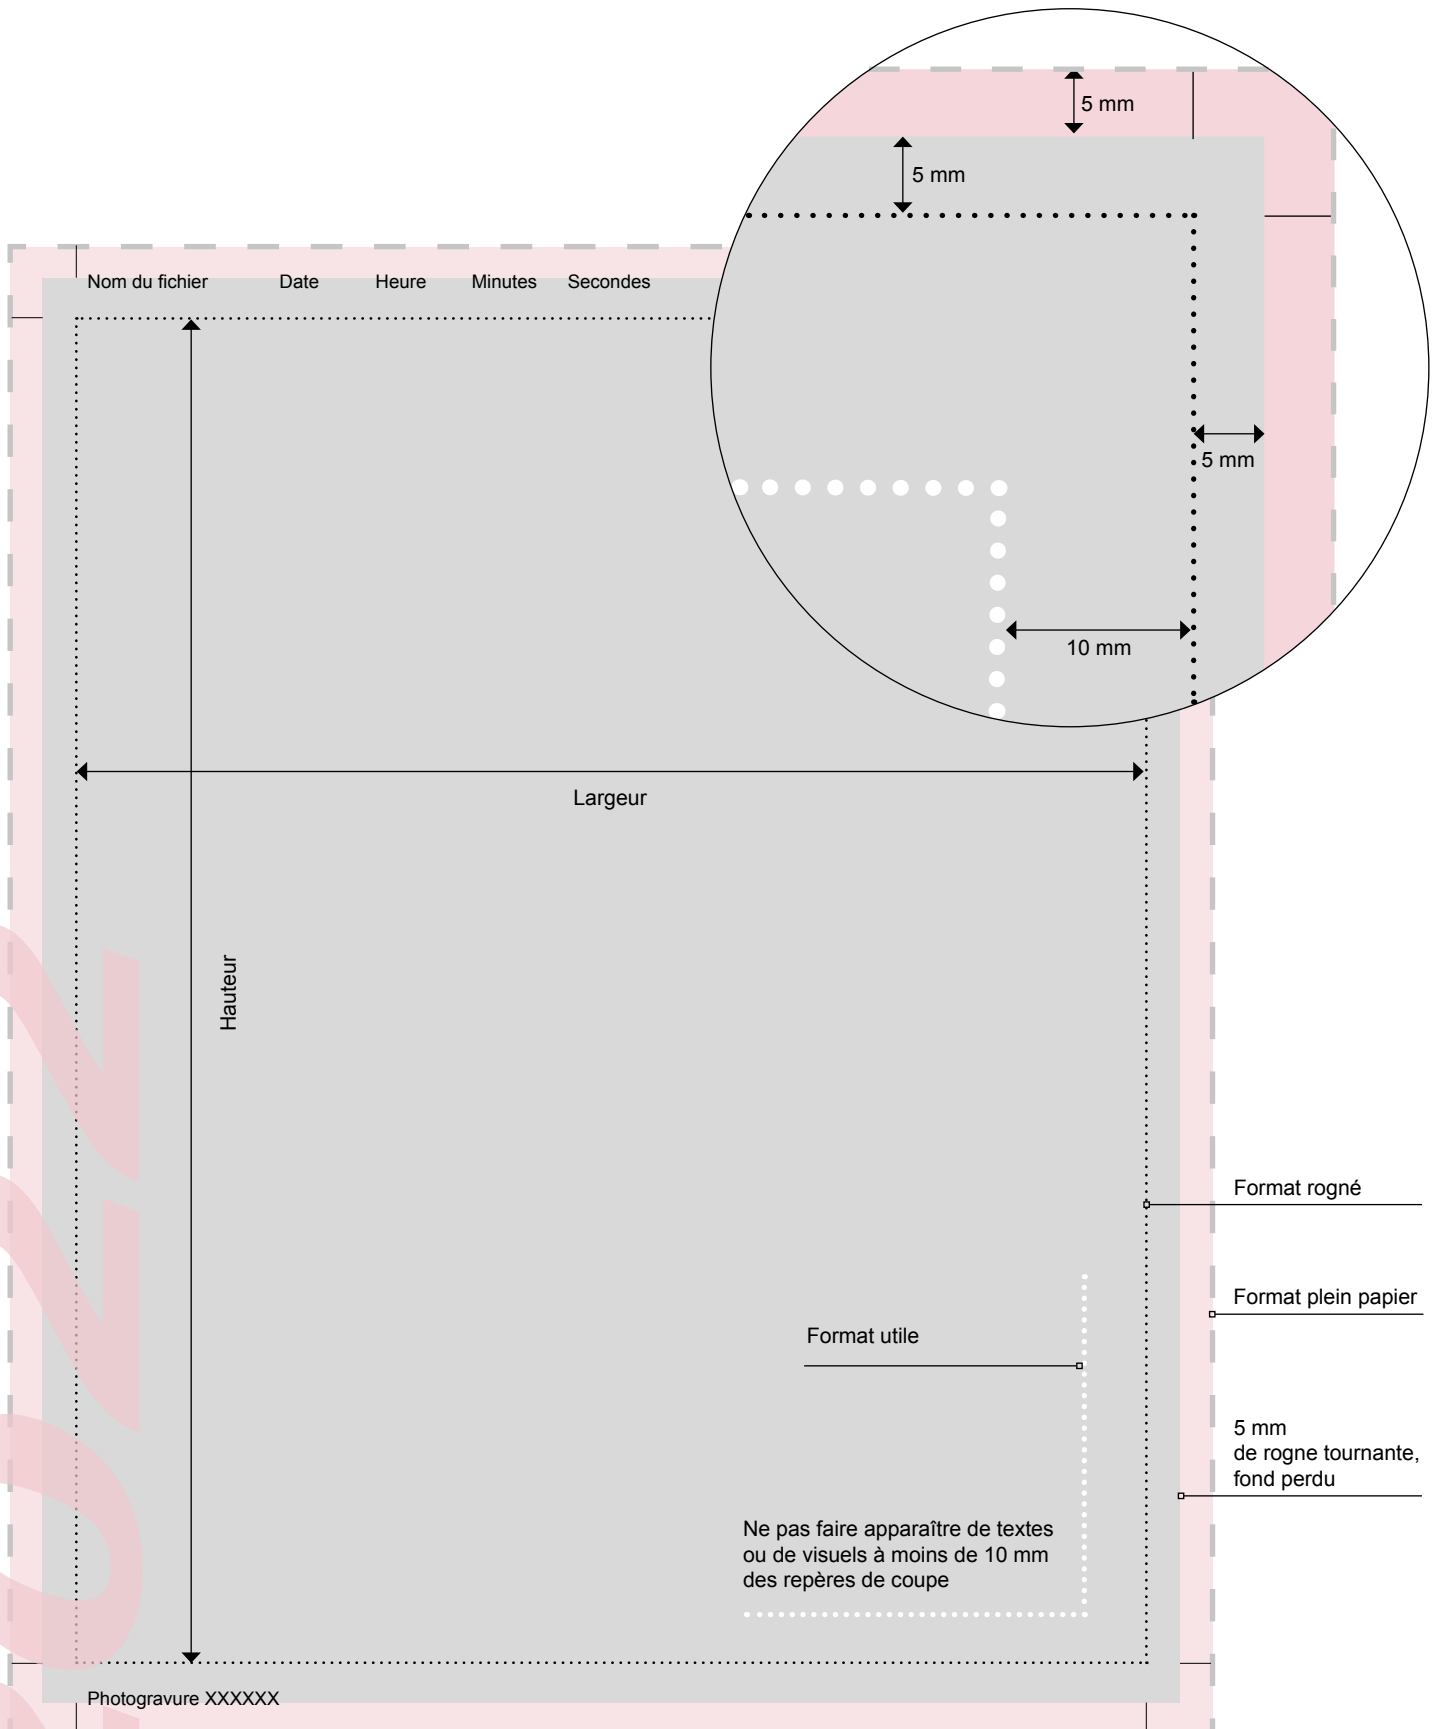 5 mm
5 mm
Nom du fichier Date Heure Minutes Secondes
5 mm
10 mm
Largeur
Hauteur
Format rogné
Format plein papier
Format utile
5 mm
de rogne tournante,
fond perdu
Ne pas faire apparaître de textes
ou de visuels à moins de 10 mm
des repères de coupe
Photogravure XXXXXX